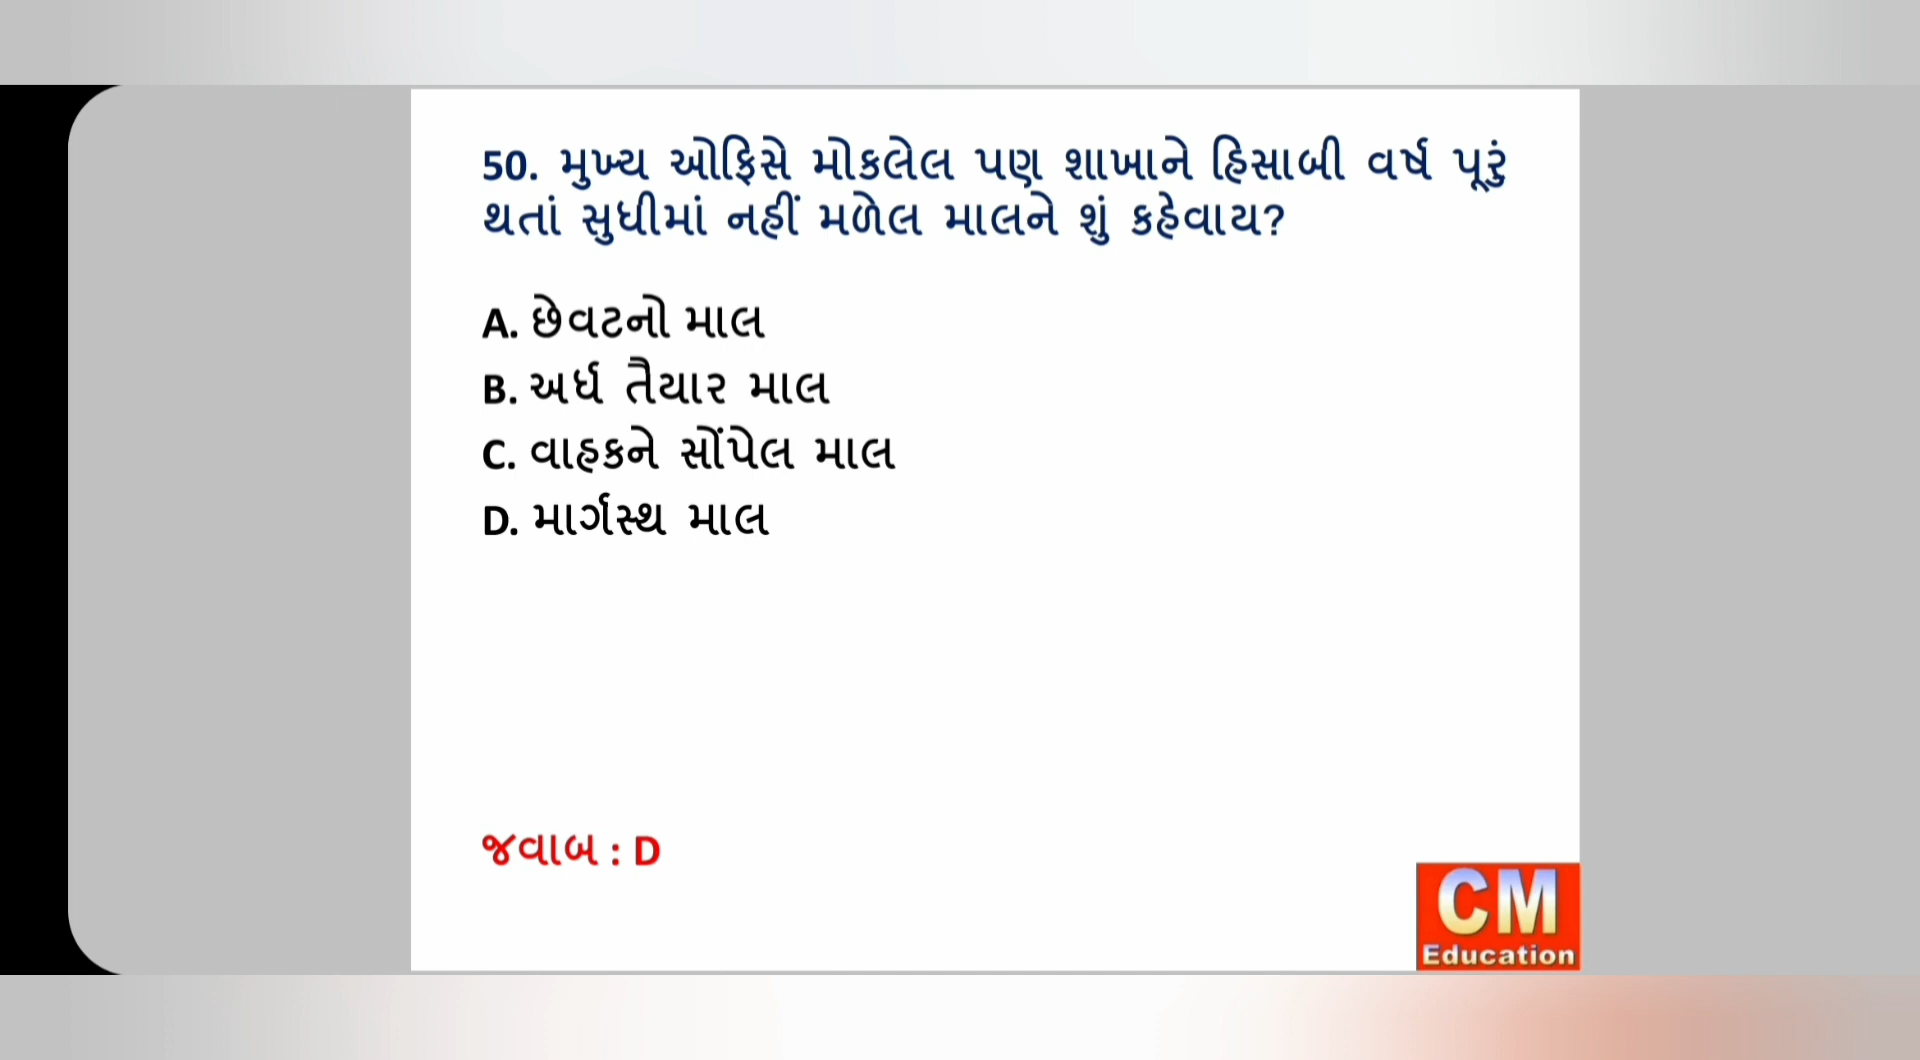 50. મુખ્ય ઓફિસે મોકલેલ પણ શાખાને હિસાબી વર્ષ પૂરું
થતાં સુધીમાં નહીં મળેલ માલને શું કહેવાય?
A. છેવટનો માલ
B. અર્ધ તૈયાર માલ
C. વાહકને સોંપેલ માલ
D. માર્ગસ્થ માલ
જવાબ : D
CM
Education